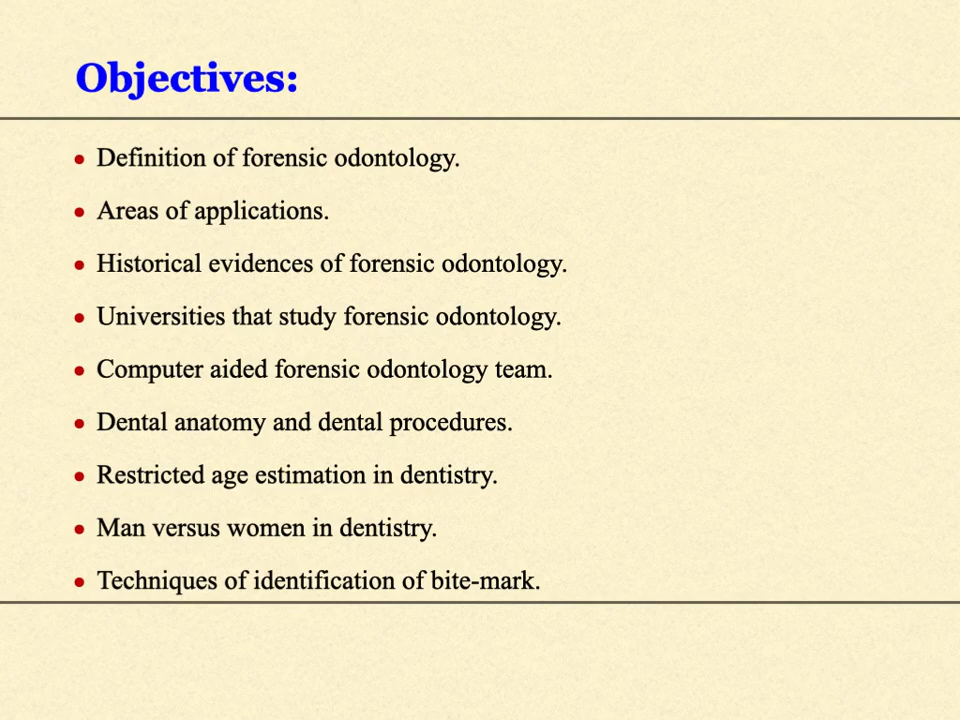 Objectives:
• Definition of forensic odontology.
• Areas of applications.
• Historical evidences of forensic odontology.
• Universities that study forensic odontology.
• Computer aided forensic odontology team.
• Dental anatomy and dental procedures.
• Restricted age estimation in dentistry.
• Man versus women in dentistry.
• Techniques of identification of bite-mark.